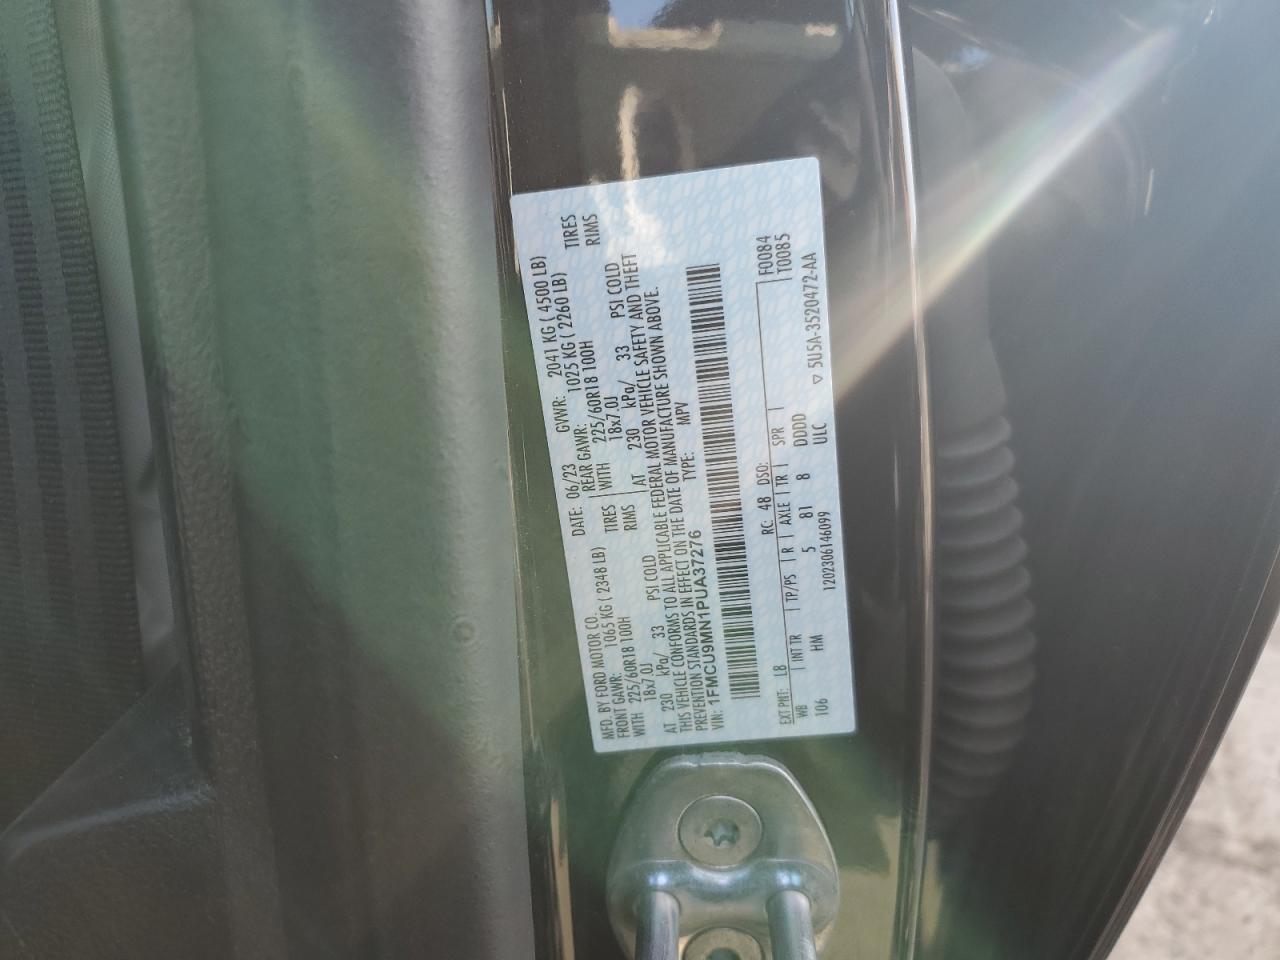 MFD. BY FORD MOTOR CO. DATE: 06/23 GVWR: 2041 KG ( 4500 LB)
FRONT GAWR: 1065 KG ( 2348 LB) REAR GAWR: 1025 KG ( 2260 LB)
WITH 225/60R18 100H TIRES WITH 225/60R18 100H TIRES
18x7.0J RIMS 18x7.0J RIMS
AT 230 kPa/ 33 PSI COLD AT 230 kPa/ 33 PSI COLD
THIS VEHICLE CONFORMS TO ALL APPLICABLE FEDERAL MOTOR VEHICLE SAFETY AND THEFT
PREVENTION STANDARDS IN EFFECT ON THE DATE OF MANUFACTURE SHOWN ABOVE.
VIN: 1FMCU9MN1PUA37276 TYPE: MPV
F0084
EXT PNT: LB RC: 48 DSO: T0085
WB INT TR TP/PS R AXLE TR SPR
106 HM 5 81 8 DDDD
1202306146099 ULC ▽ 5U5A-3520472-AA